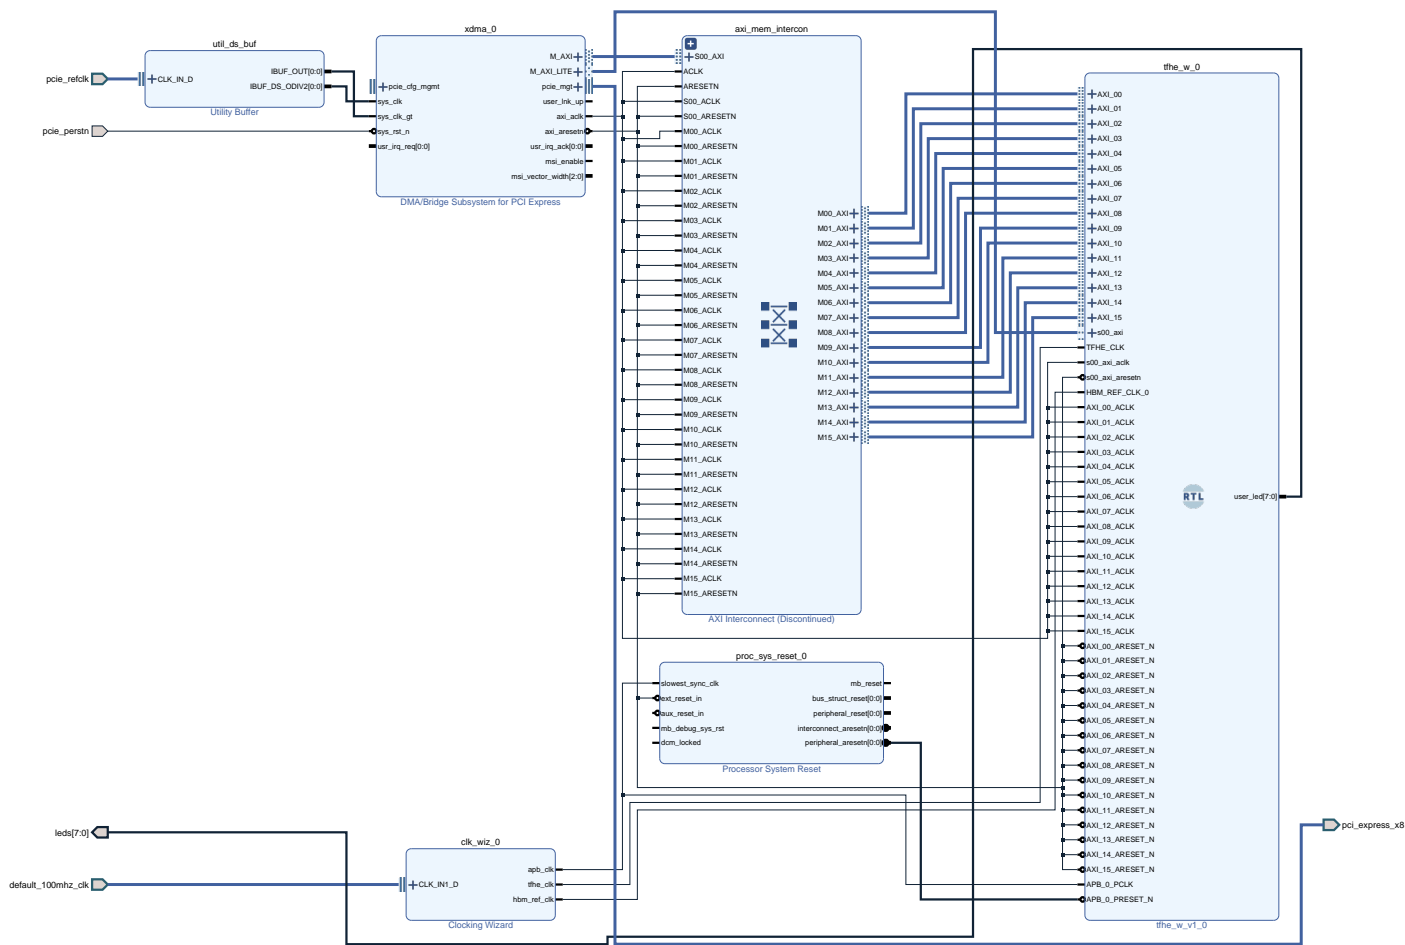 util_ds_buf
pcie_refclk
CLK_IN_D
IBUF_OUT[0:0]
IBUF_DS_ODIV2[0:0]
Utility Buffer
pcie_perstn
xdma_0
pcie_cfg_mgmt
sys_clk
sys_clk_gt
sys_rst_n
usr_irq_req[0:0]
M_AXI
M_AXI_LITE
pcie_mgt
user_lnk_up
axi_aclk
axi_aresetn
usr_irq_ack[0:0]
msi_enable
msi_vector_width[2:0]
DMA/Bridge Subsystem for PCI Express
axi_mem_intercon
S00_AXI
ACLK
ARESETN
S00_ACLK
S00_ARESETN
M00_ACLK
M00_ARESETN
M01_ACLK
M01_ARESETN
M02_ACLK
M02_ARESETN
M03_ACLK
M03_ARESETN
M04_ACLK
M04_ARESETN
M05_ACLK
M05_ARESETN
M06_ACLK
M06_ARESETN
M07_ACLK
M07_ARESETN
M08_ACLK
M08_ARESETN
M09_ACLK
M09_ARESETN
M10_ACLK
M10_ARESETN
M11_ACLK
M11_ARESETN
M12_ACLK
M12_ARESETN
M13_ACLK
M13_ARESETN
M14_ACLK
M14_ARESETN
M15_ACLK
M15_ARESETN
M00_AXI
M01_AXI
M02_AXI
M03_AXI
M04_AXI
M05_AXI
M06_AXI
M07_AXI
M08_AXI
M09_AXI
M10_AXI
M11_AXI
M12_AXI
M13_AXI
M14_AXI
M15_AXI
AXI Interconnect (Discontinued)
tfhe_w_0
AXI_00
AXI_01
AXI_02
AXI_03
AXI_04
AXI_05
AXI_06
AXI_07
AXI_08
AXI_09
AXI_10
AXI_11
AXI_12
AXI_13
AXI_14
AXI_15
s00_axi
TFHE_CLK
s00_axi_aclk
s00_axi_aresetn
HBM_REF_CLK_0
AXI_00_ACLK
AXI_01_ACLK
AXI_02_ACLK
AXI_03_ACLK
AXI_04_ACLK
AXI_05_ACLK
AXI_06_ACLK
AXI_07_ACLK
AXI_08_ACLK
AXI_09_ACLK
AXI_10_ACLK
AXI_11_ACLK
AXI_12_ACLK
AXI_13_ACLK
AXI_14_ACLK
AXI_15_ACLK
AXI_00_ARESET_N
AXI_01_ARESET_N
AXI_02_ARESET_N
AXI_03_ARESET_N
AXI_04_ARESET_N
AXI_05_ARESET_N
AXI_06_ARESET_N
AXI_07_ARESET_N
AXI_08_ARESET_N
AXI_09_ARESET_N
AXI_10_ARESET_N
AXI_11_ARESET_N
AXI_12_ARESET_N
AXI_13_ARESET_N
AXI_14_ARESET_N
AXI_15_ARESET_N
APB_0_PCLK
APB_0_PRESET_N
RTL
user_led[7:0]
tfhe_w_v1_0
proc_sys_reset_0
slowest_sync_clk
ext_reset_in
aux_reset_in
mb_debug_sys_rst
dcm_locked
mb_reset
bus_struct_reset[0:0]
peripheral_reset[0:0]
interconnect_aresetn[0:0]
peripheral_aresetn[0:0]
Processor System Reset
leds[7:0]
default_100mhz_clk
clk_wiz_0
CLK_IN1_D
apb_clk
tfhe_clk
hbm_ref_clk
Clocking Wizard
pci_express_x8